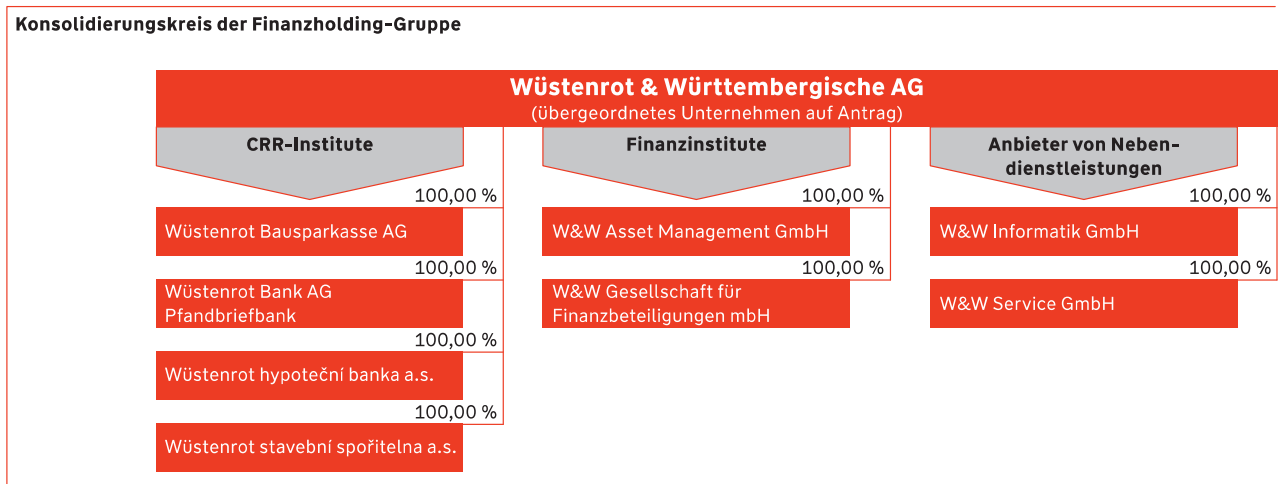 Konsolidierungskreis der Finanzholding-Gruppe
Wüstenrot & Württembergische AG
(übergeordnetes Unternehmen auf Antrag)
CRR-Institute
100,00 %
Wüstenrot Bausparkasse AG
100,00 %
Wüstenrot Bank AG
Pfandbriefbank
100,00 %
Wüstenrot hypoteční banka a.s.
100,00 %
Wüstenrot stavební spořitelna a.s.
Finanzinstitute
100,00 %
W&W Asset Management GmbH
100,00 %
W&W Gesellschaft für
Finanzbeteiligungen mbH
Anbieter von Neben-
dienstleistungen
100,00 %
W&W Informatik GmbH
100,00 %
W&W Service GmbH